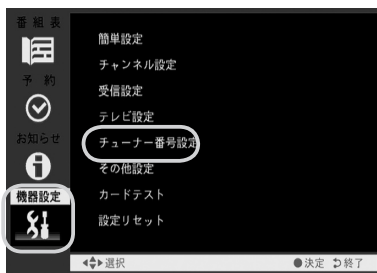 番組表
予約
お知らせ
機器設定
簡単設定
チャンネル設定
受信設定
テレビ設定
チューナー番号設定
その他設定
カードテスト
設定リセット
選択
●決定 終了